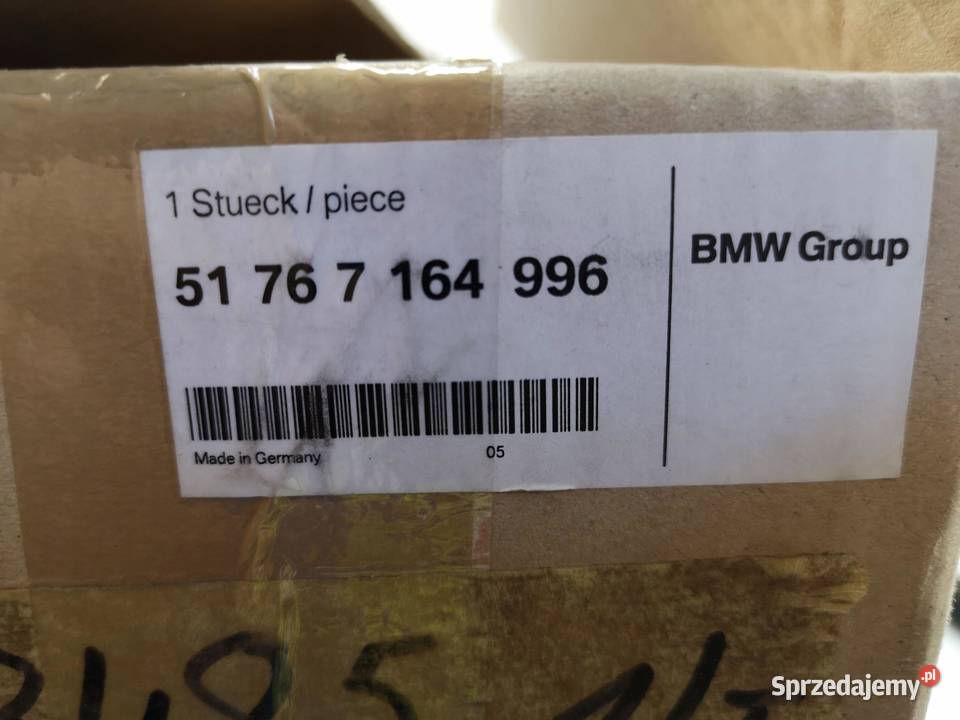 1 Stueck / piece
51 76 7 164 996
BMW Group
Made in Germany
05
Sprzedajemy.pl